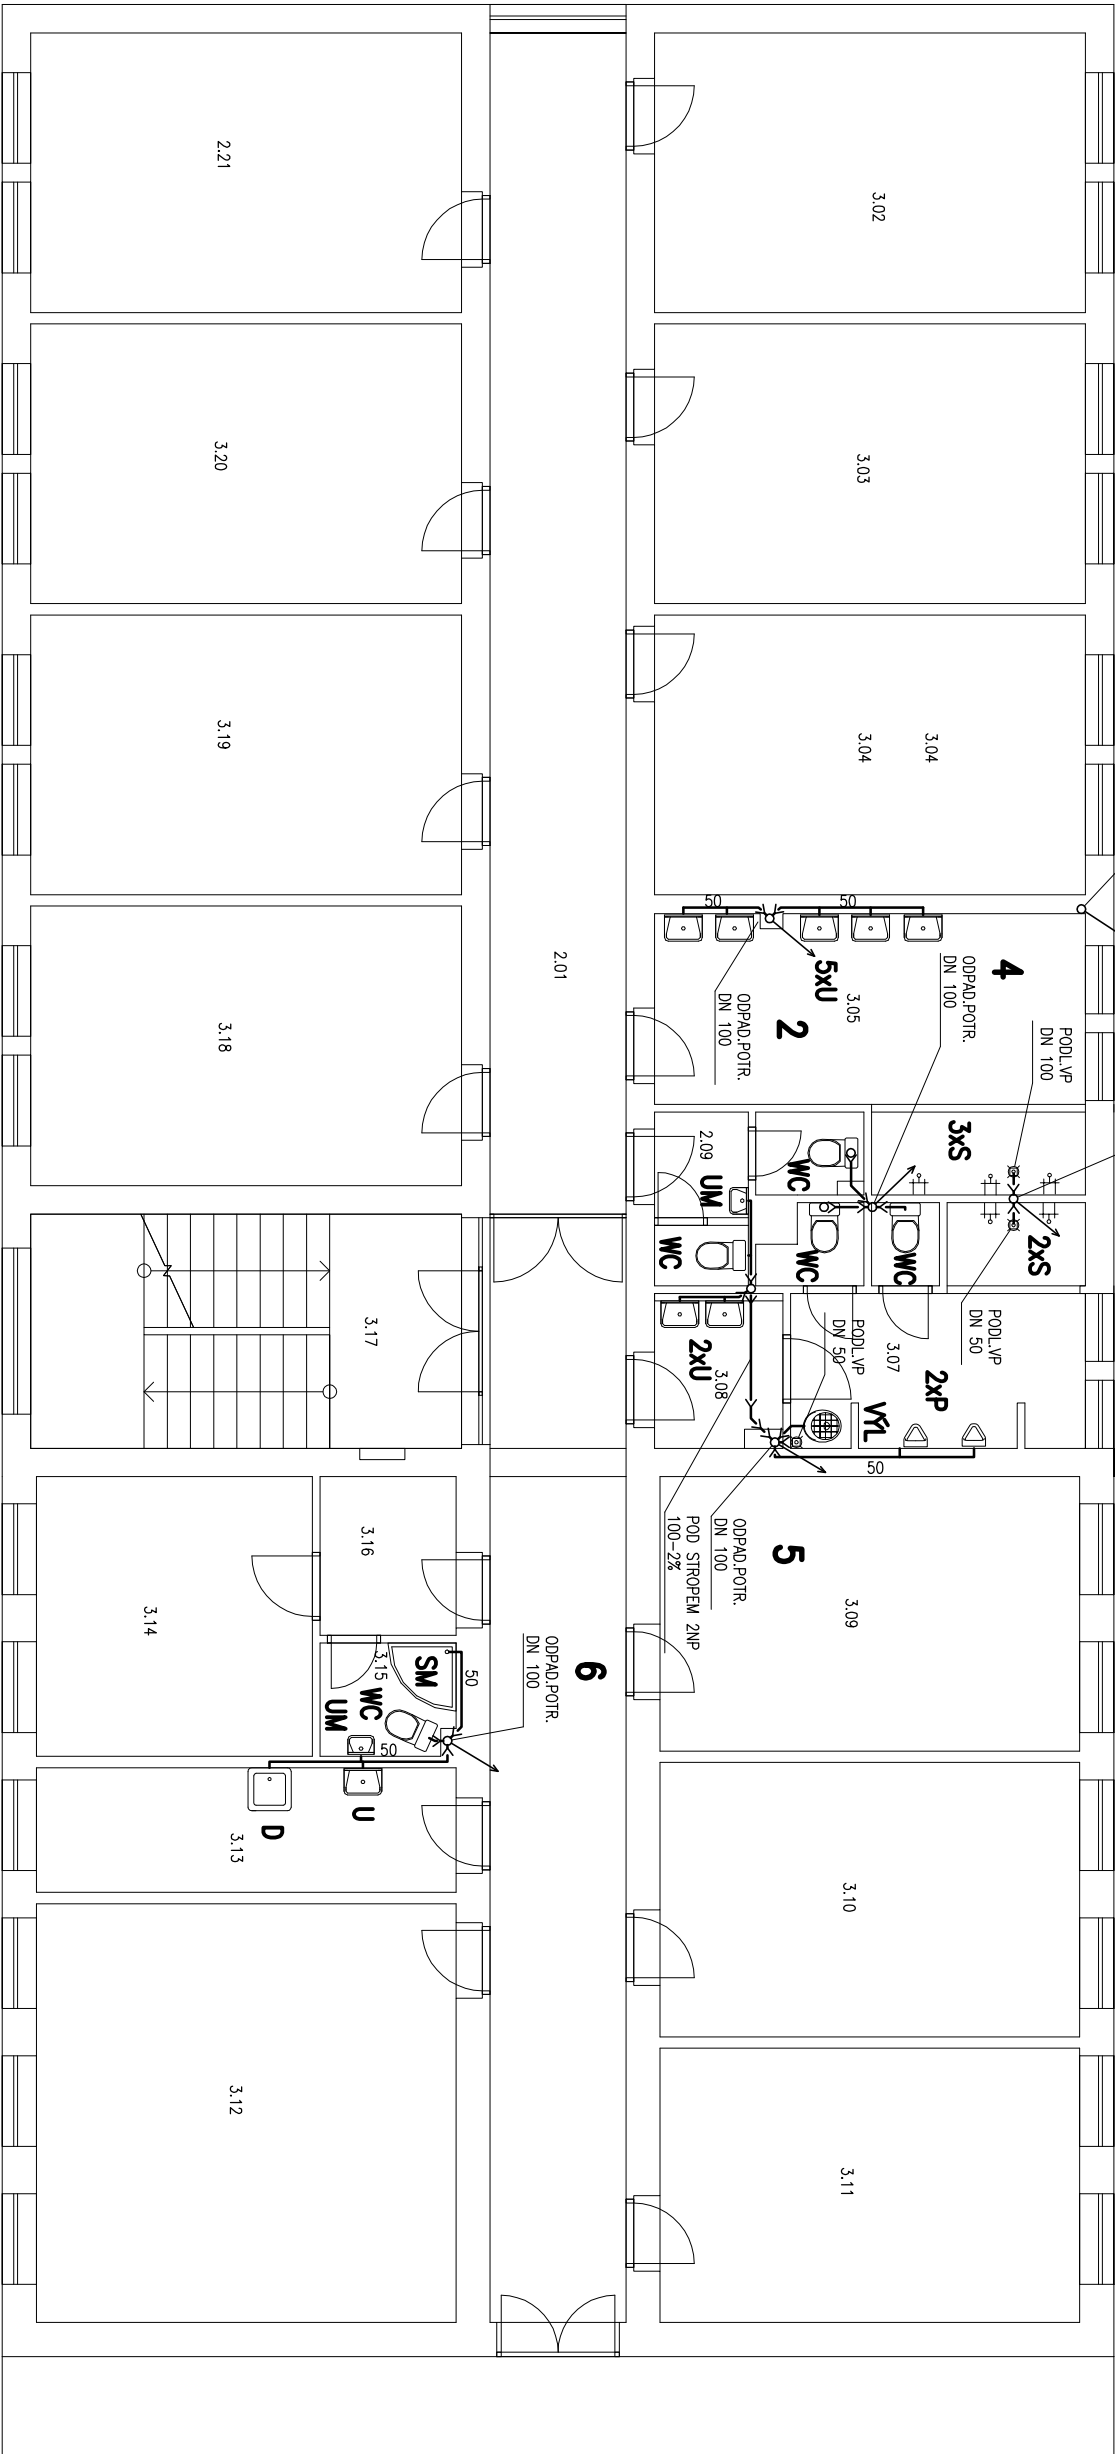 2.21
3.20
3.19
3.18
3.17
3.16
3.14
3.15
3.13
3.12
2.01
3.02
3.03
3.04
3.04
3.05
2.09
3.07
3.08
3.09
3.10
3.11
50
50
5xU
2
ODPAD.POTR.
DN 100
4
ODPAD.POTR.
DN 100
PODL.VP
DN 100
3xS
2xS
PODL.VP
DN 50
WC
WC
WC
WC
UM
2xU
2xP
VÝL
PODL.VP
DN 50
50
5
ODPAD.POTR.
DN 100
POD STROPEM 2NP
100-2%
6
ODPAD.POTR.
DN 100
50
SM
WC
UM
50
U
D